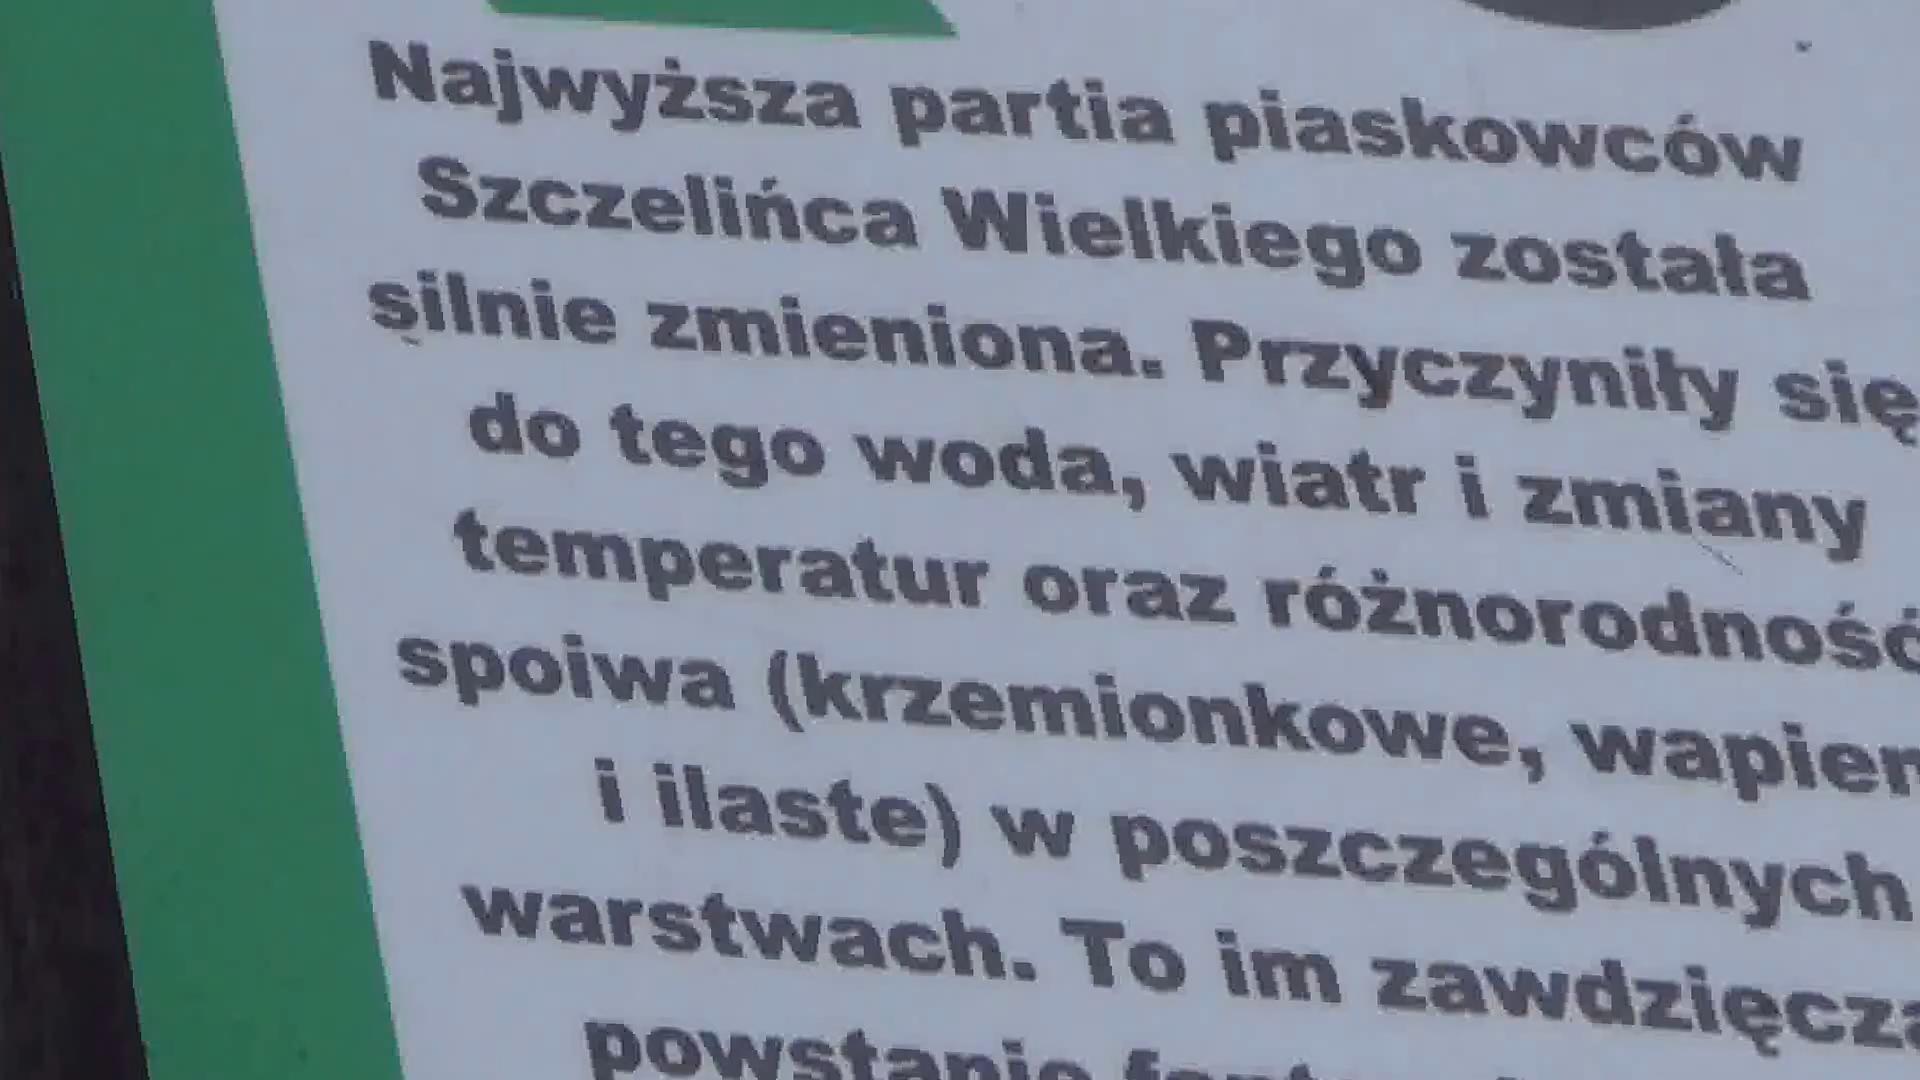 Najwyższa partia piaskowców
Szczelińca Wielkiego została
silnie zmieniona. Przyczyniły się
do tego woda, wiatr i zmiany
temperatur oraz różnorodność
spoiwa (krzemionkowe, wapien
i ilaste) w poszczególnych
warstwach. To im zawdzięcza
powstanie